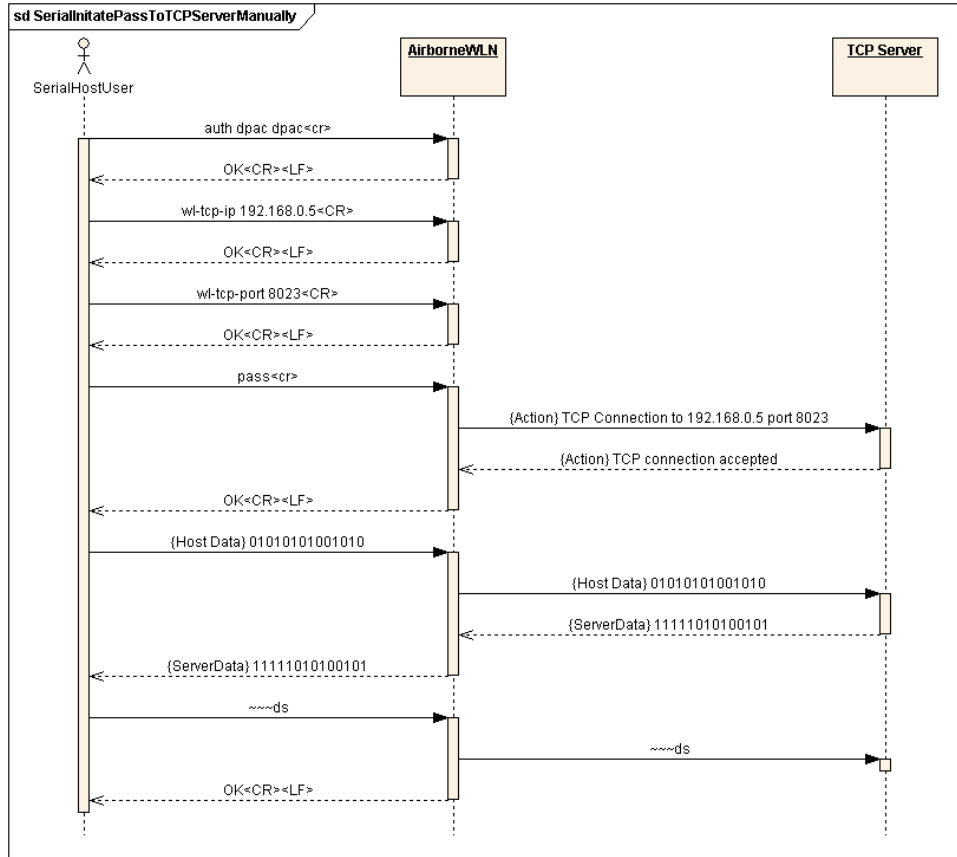 sd SerialInitatePassToTCPServerManually
SerialHostUser
AirborneWLN
TCP Server
auth dpac dpac<cr>
OK<CR><LF>
wl-tcp-ip 192.168.0.5<CR>
OK<CR><LF>
wl-tcp-port 8023<CR>
OK<CR><LF>
pass<cr>
{Action} TCP Connection to 192.168.0.5 port 8023
{Action} TCP connection accepted
OK<CR><LF>
{Host Data} 01010101001010
{Host Data} 01010101001010
{ServerData} 11111010100101
{ServerData} 11111010100101
~~~ds
~~~ds
OK<CR><LF>